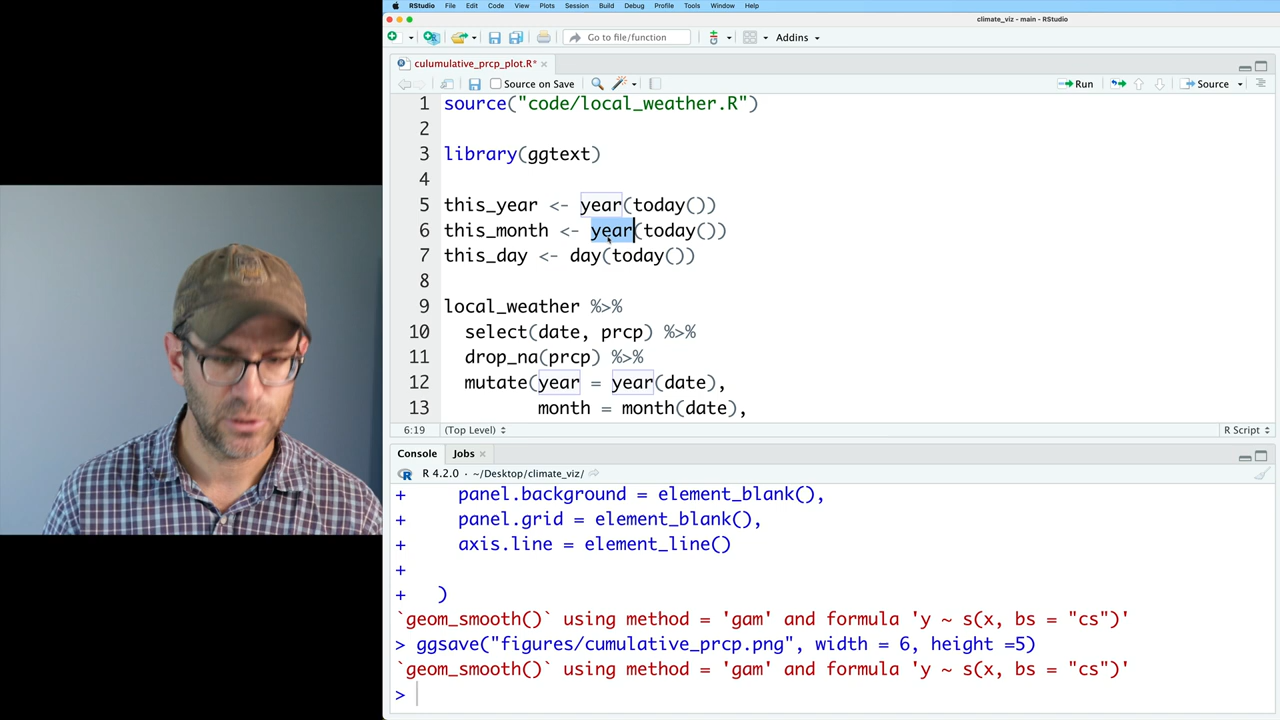 RStudio File Edit Code View Plots Session Build Debug Profile Tools Window Help
climate_viz - main - RStudio
Go to file/function Addins
culumulative_prcp_plot.R*
Source on Save Run Source
1 source("code/local_weather.R")
2
3 library(ggtext)
4
5 this_year <- year(today())
6 this_month <- year(today())
7 this_day <- day(today())
8
9 local_weather %>%
10 select(date, prcp) %>%
11 drop_na(prcp) %>%
12 mutate(year = year(date),
13 month = month(date),
6:19 (Top Level) R Script
Console Jobs
R 4.2.0 · ~/Desktop/climate_viz/
+ panel.background = element_blank(),
+ panel.grid = element_blank(),
+ axis.line = element_line()
+
+ )
`geom_smooth()` using method = 'gam' and formula 'y ~ s(x, bs = "cs")'
> ggsave("figures/cumulative_prcp.png", width = 6, height =5)
`geom_smooth()` using method = 'gam' and formula 'y ~ s(x, bs = "cs")'
>